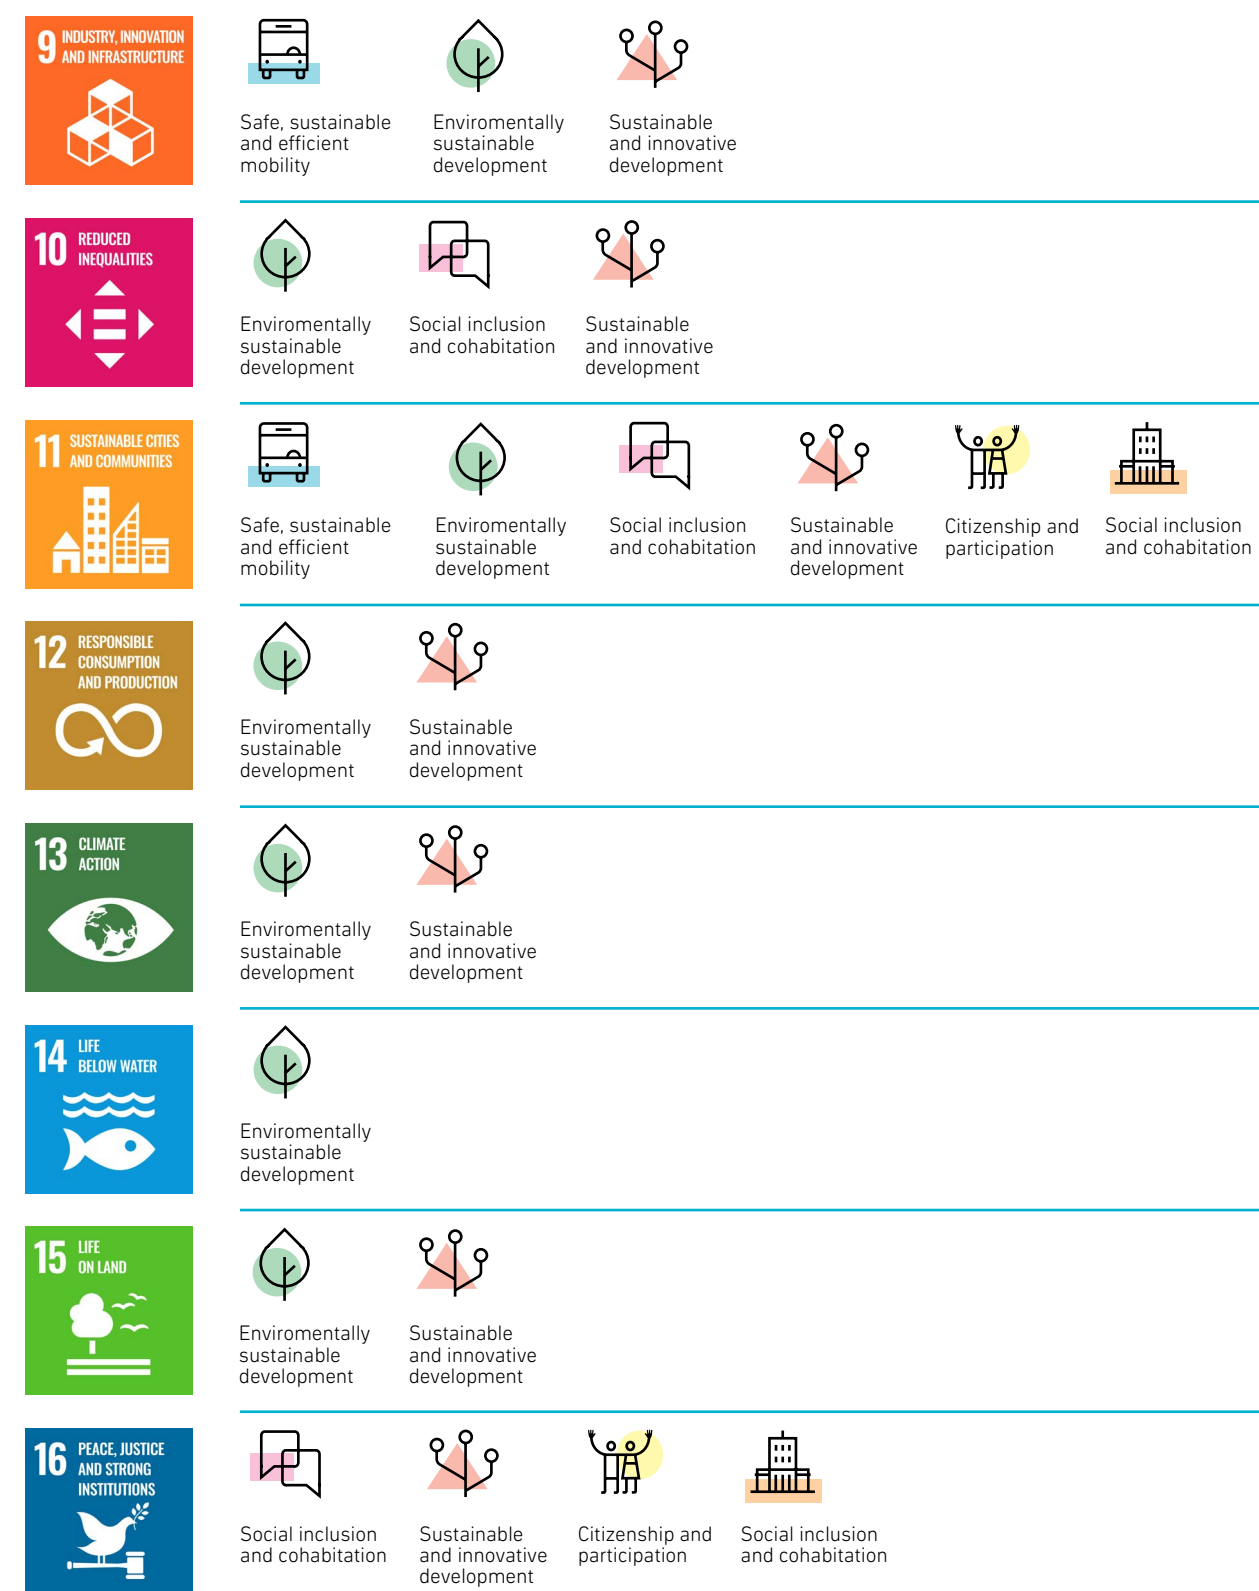 9 INDUSTRY, INNOVATION
AND INFRASTRUCTURE
Safe, sustainable
and efficient
mobility
Enviromentally
sustainable
development
Sustainable
and innovative
development
10 REDUCED
INEQUALITIES
Enviromentally
sustainable
development
Social inclusion
and cohabitation
Sustainable
and innovative
development
11 SUSTAINABLE CITIES
AND COMMUNITIES
Safe, sustainable
and efficient
mobility
Enviromentally
sustainable
development
Social inclusion
and cohabitation
Sustainable
and innovative
development
Citizenship and
participation
Social inclusion
and cohabitation
12 RESPONSIBLE
CONSUMPTION
AND PRODUCTION
Enviromentally
sustainable
development
Sustainable
and innovative
development
13 CLIMATE
ACTION
Enviromentally
sustainable
development
Sustainable
and innovative
development
14 LIFE
BELOW WATER
Enviromentally
sustainable
development
15 LIFE
ON LAND
Enviromentally
sustainable
development
Sustainable
and innovative
development
16 PEACE, JUSTICE
AND STRONG
INSTITUTIONS
Social inclusion
and cohabitation
Sustainable
and innovative
development
Citizenship and
participation
Social inclusion
and cohabitation